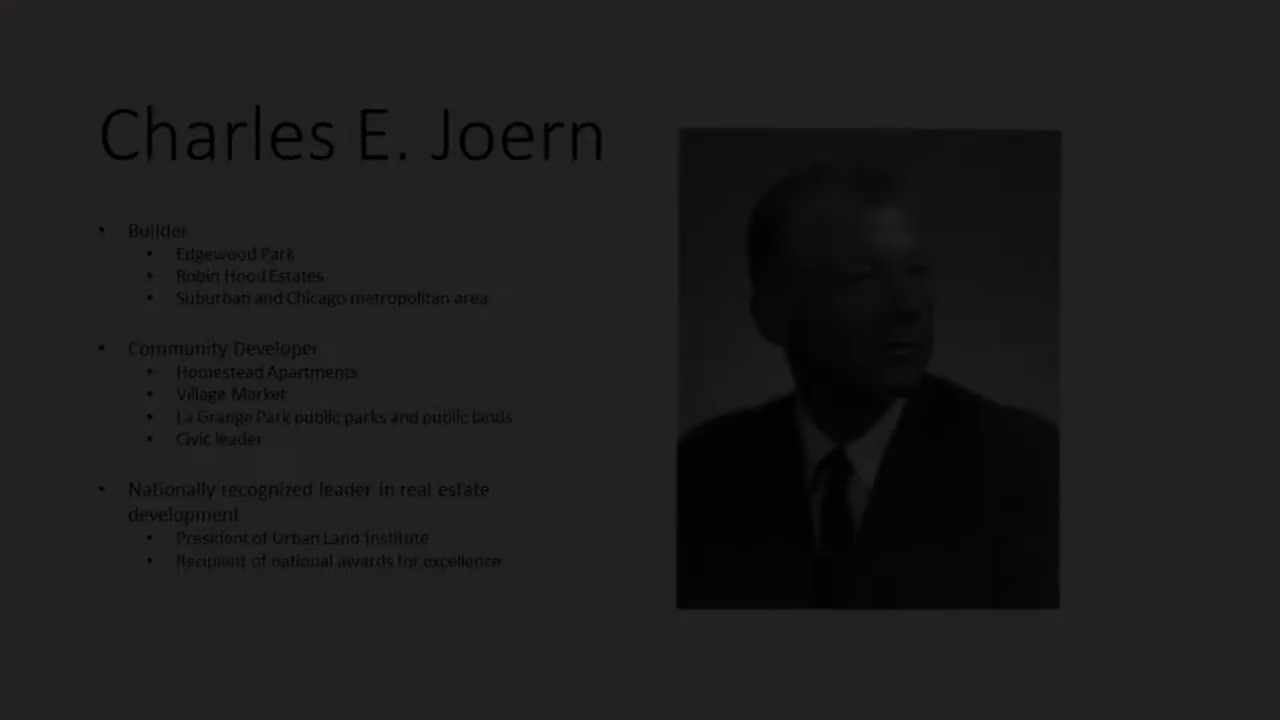 Charles E. Joern
• Builder
• Edgewood Park
• Robin Hood Estates
• Suburban and Chicago metropolitan area
• Community Developer
• Homestead Apartments
• Village Market
• La Grange Park public parks and public lands
• Civic leader
• Nationally recognized leader in real estate
development
• President of Urban Land Institute
• Recipient of national awards for excellence